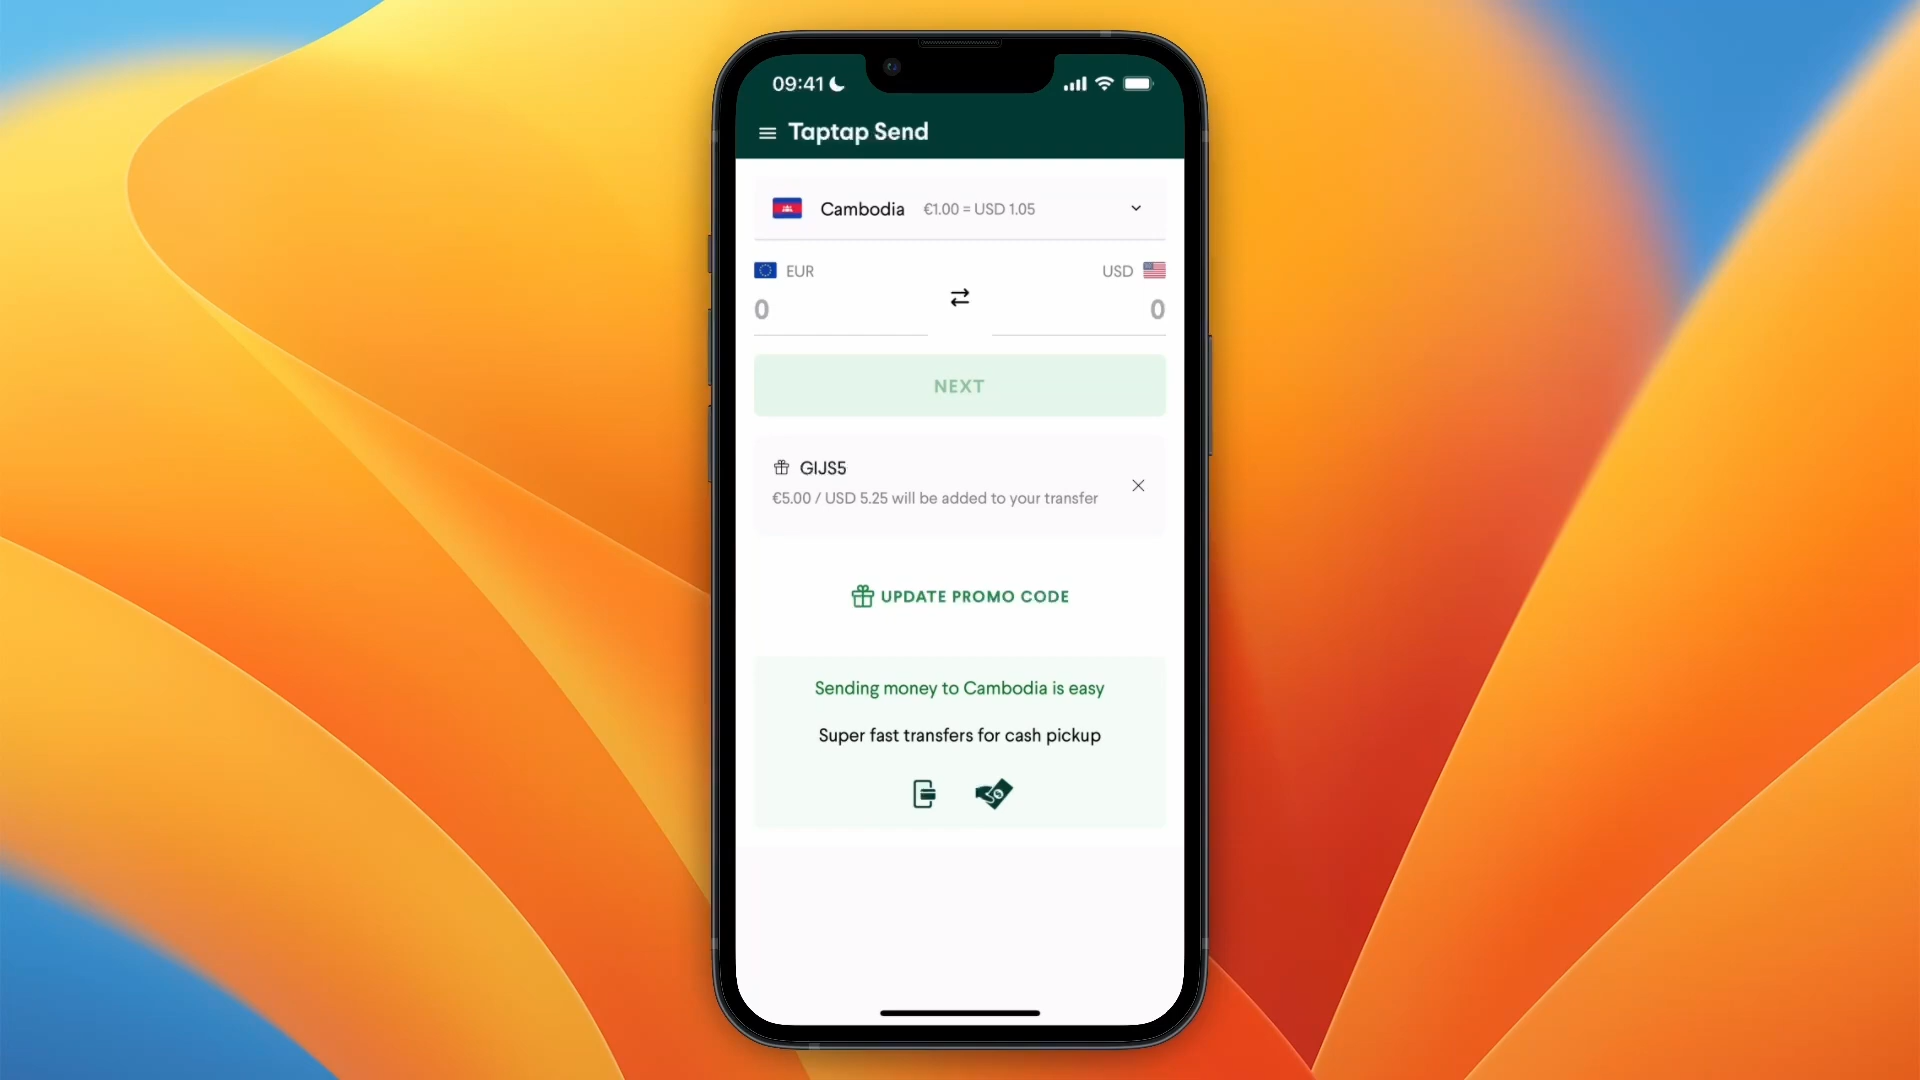 09:41
Taptap Send
Cambodia €1.00 = USD 1.05
EUR USD
0 0
NEXT
GIJS5
€5.00 / USD 5.25 will be added to your transfer
UPDATE PROMO CODE
Sending money to Cambodia is easy
Super fast transfers for cash pickup